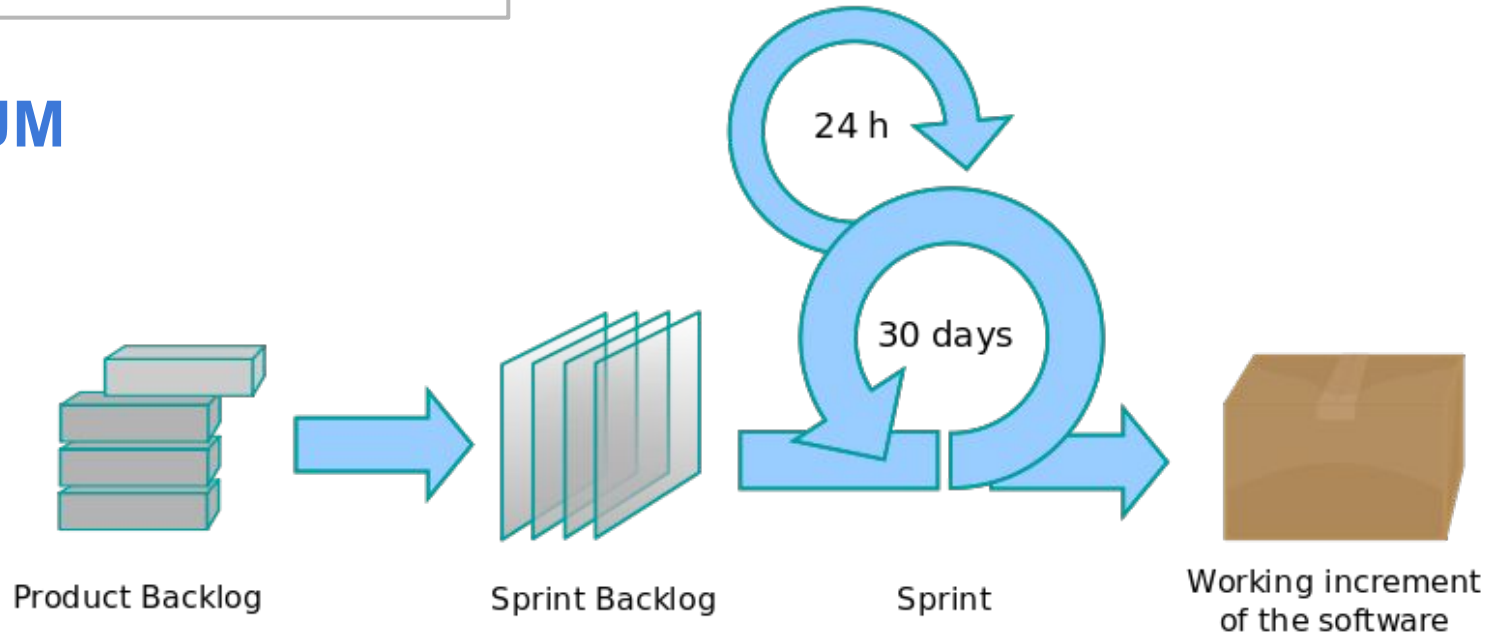 UM
24 h
30 days
Product Backlog
Sprint Backlog
Sprint
Working increment
of the software